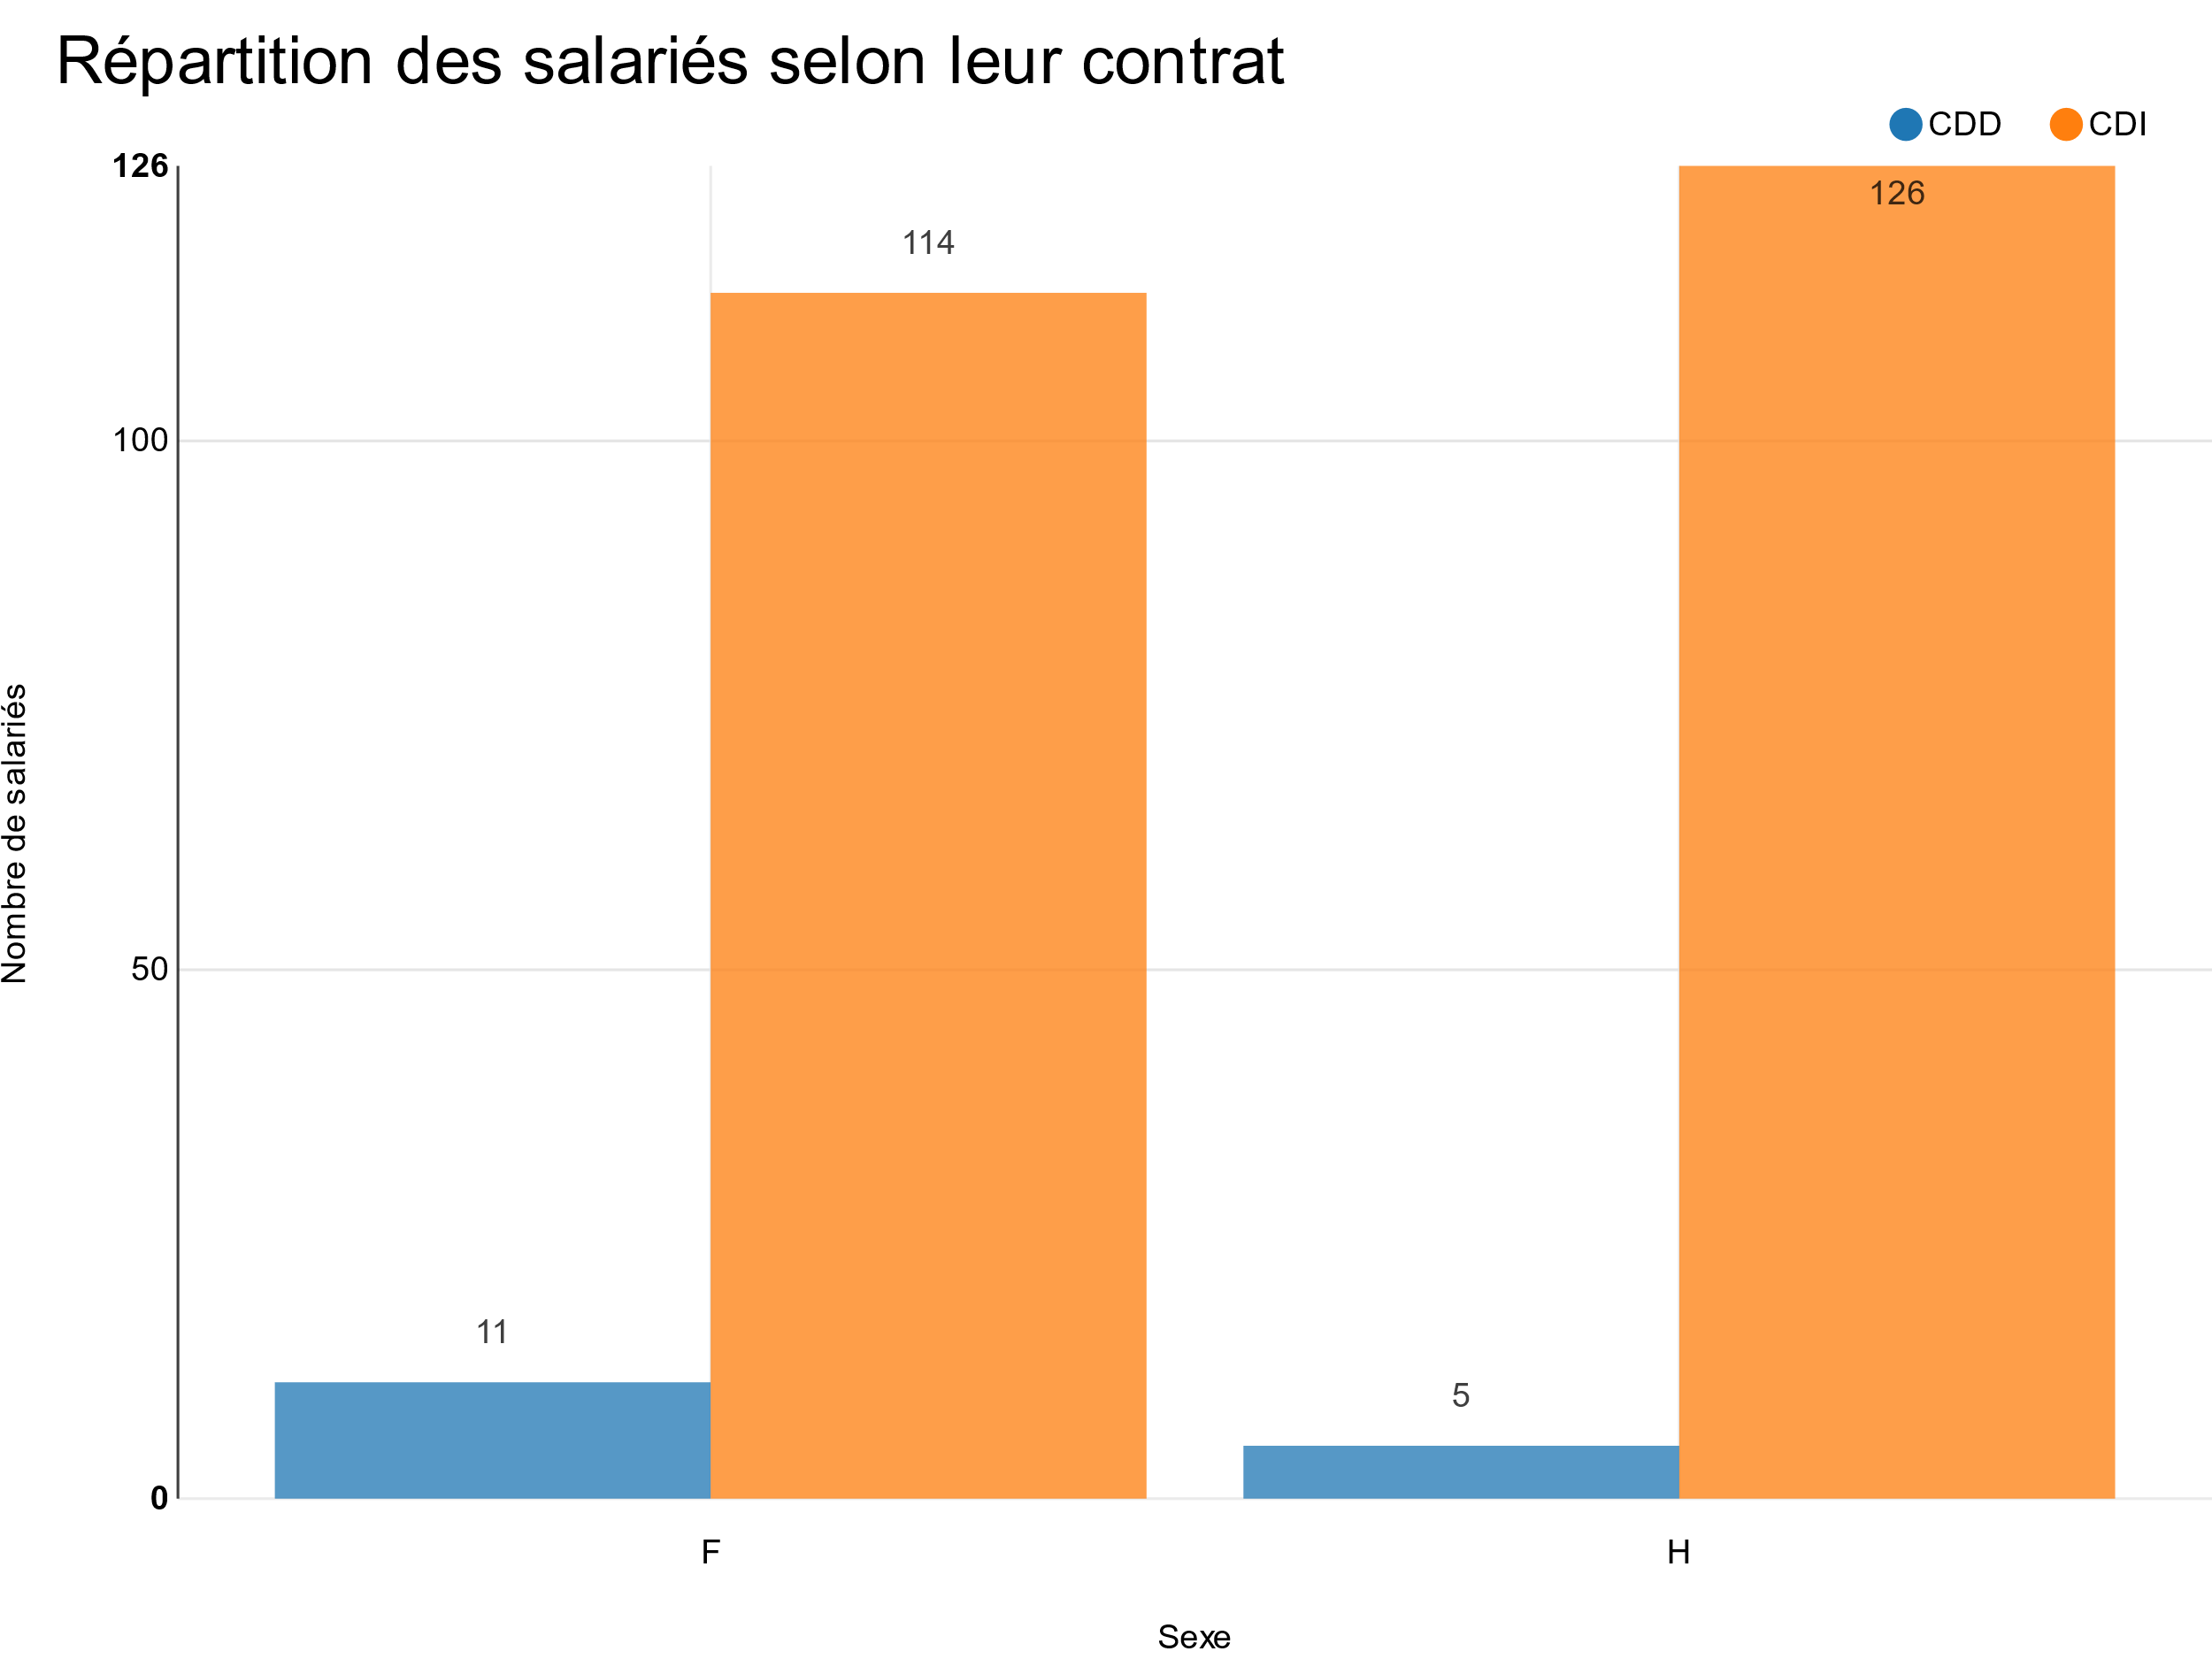 Répartition des salariés selon leur contrat
CDD CDI
126
126
114
100
Nombre de salariés
50
11
5
0
F H
Sexe